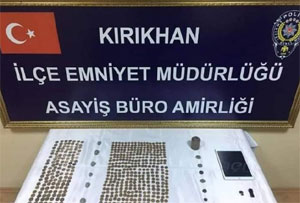 KIRIKHAN
İLÇE EMNİYET MÜDÜRLÜĞÜ
ASAYİŞ BÜRO AMİRLİĞİ